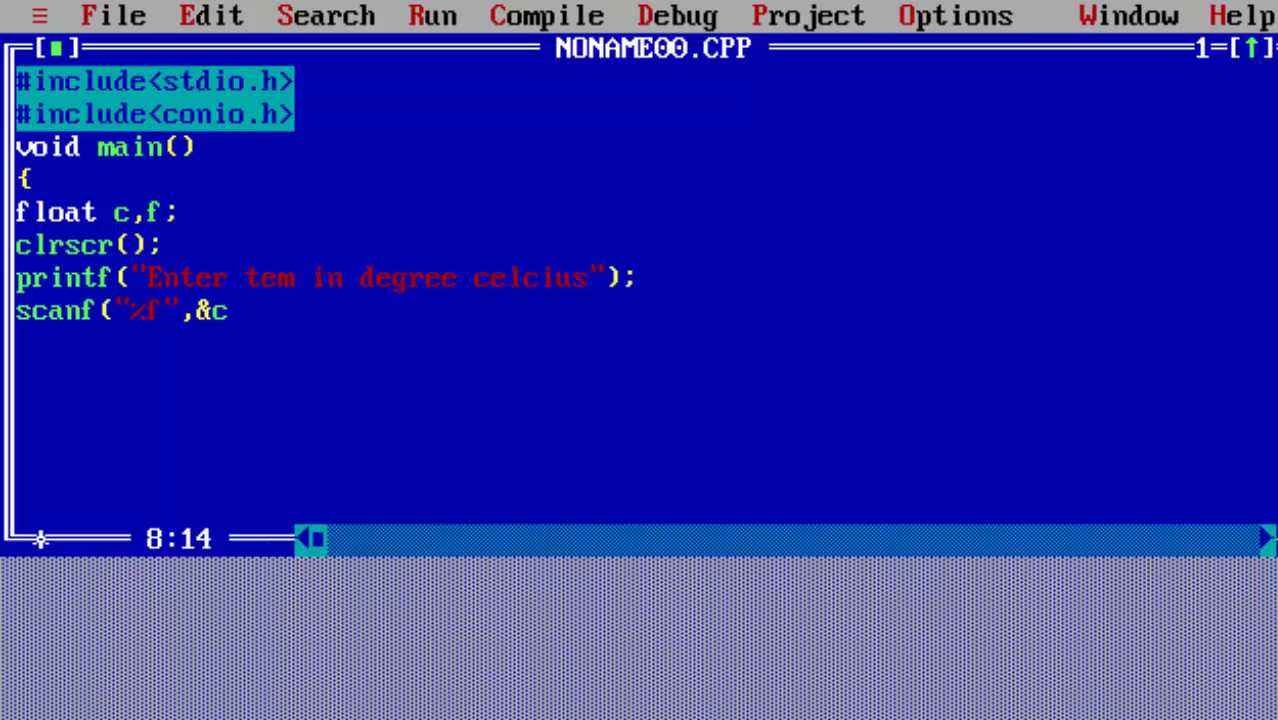 ≡ File Edit Search Run Compile Debug Project Options Window Help
[■] NONAME00.CPP 1=[↑]
#include<stdio.h>
#include<conio.h>
void main()
{
float c,f;
clrscr();
printf("Enter tem in degree celcius");
scanf("%f",&c
8:14